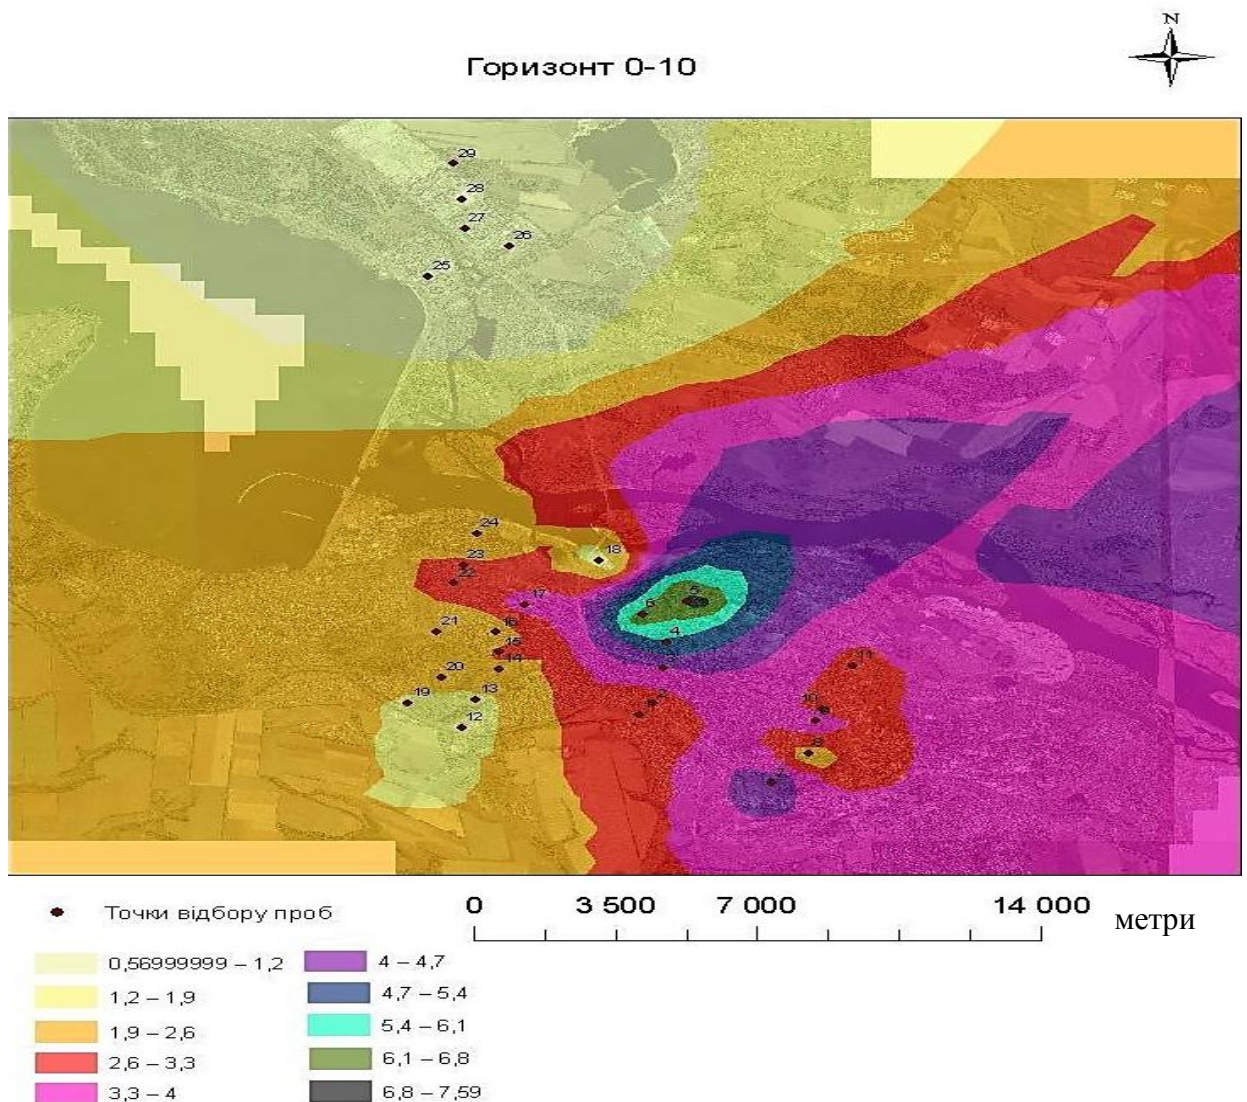 N
Горизонт 0-10
29
28
27
26
25
24
23
22
18
17
5
6
21
16
4
15
14
11
20
19
13
10
12
Точки відбору проб
0 3 500 7 000 14 000 метри
0,56999999 – 1,2
1,2 – 1,9
1,9 – 2,6
2,6 – 3,3
3,3 – 4
4 – 4,7
4,7 – 5,4
5,4 – 6,1
6,1 – 6,8
6,8 – 7,59